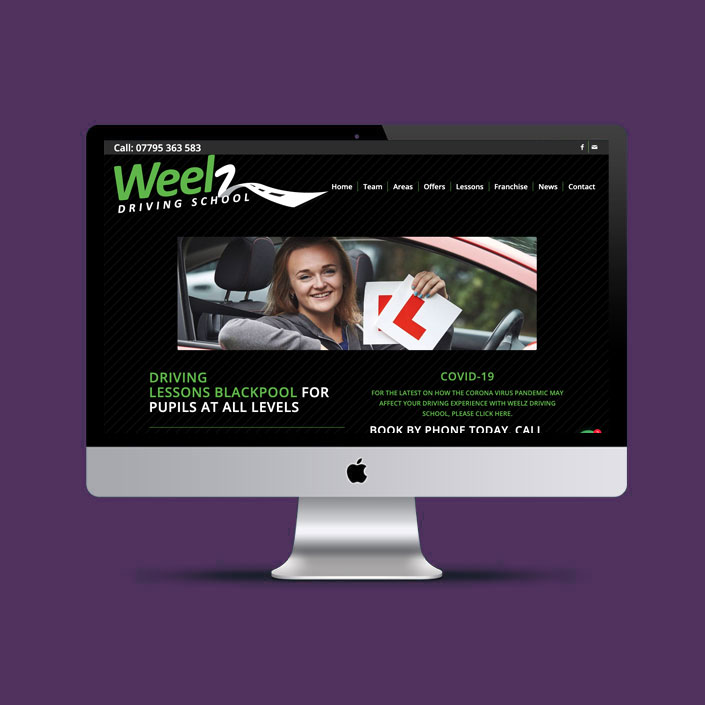 Call: 07795 363 583
Weelz
DRIVING SCHOOL
Home Team Areas Offers Lessons Franchise News Contact
L
DRIVING
LESSONS BLACKPOOL FOR
PUPILS AT ALL LEVELS
COVID-19
FOR THE LATEST ON HOW THE CORONA VIRUS PANDEMIC MAY
AFFECT YOUR DRIVING EXPERIENCE WITH WEELZ DRIVING
SCHOOL, PLEASE CLICK HERE.
BOOK BY PHONE TODAY, CALL